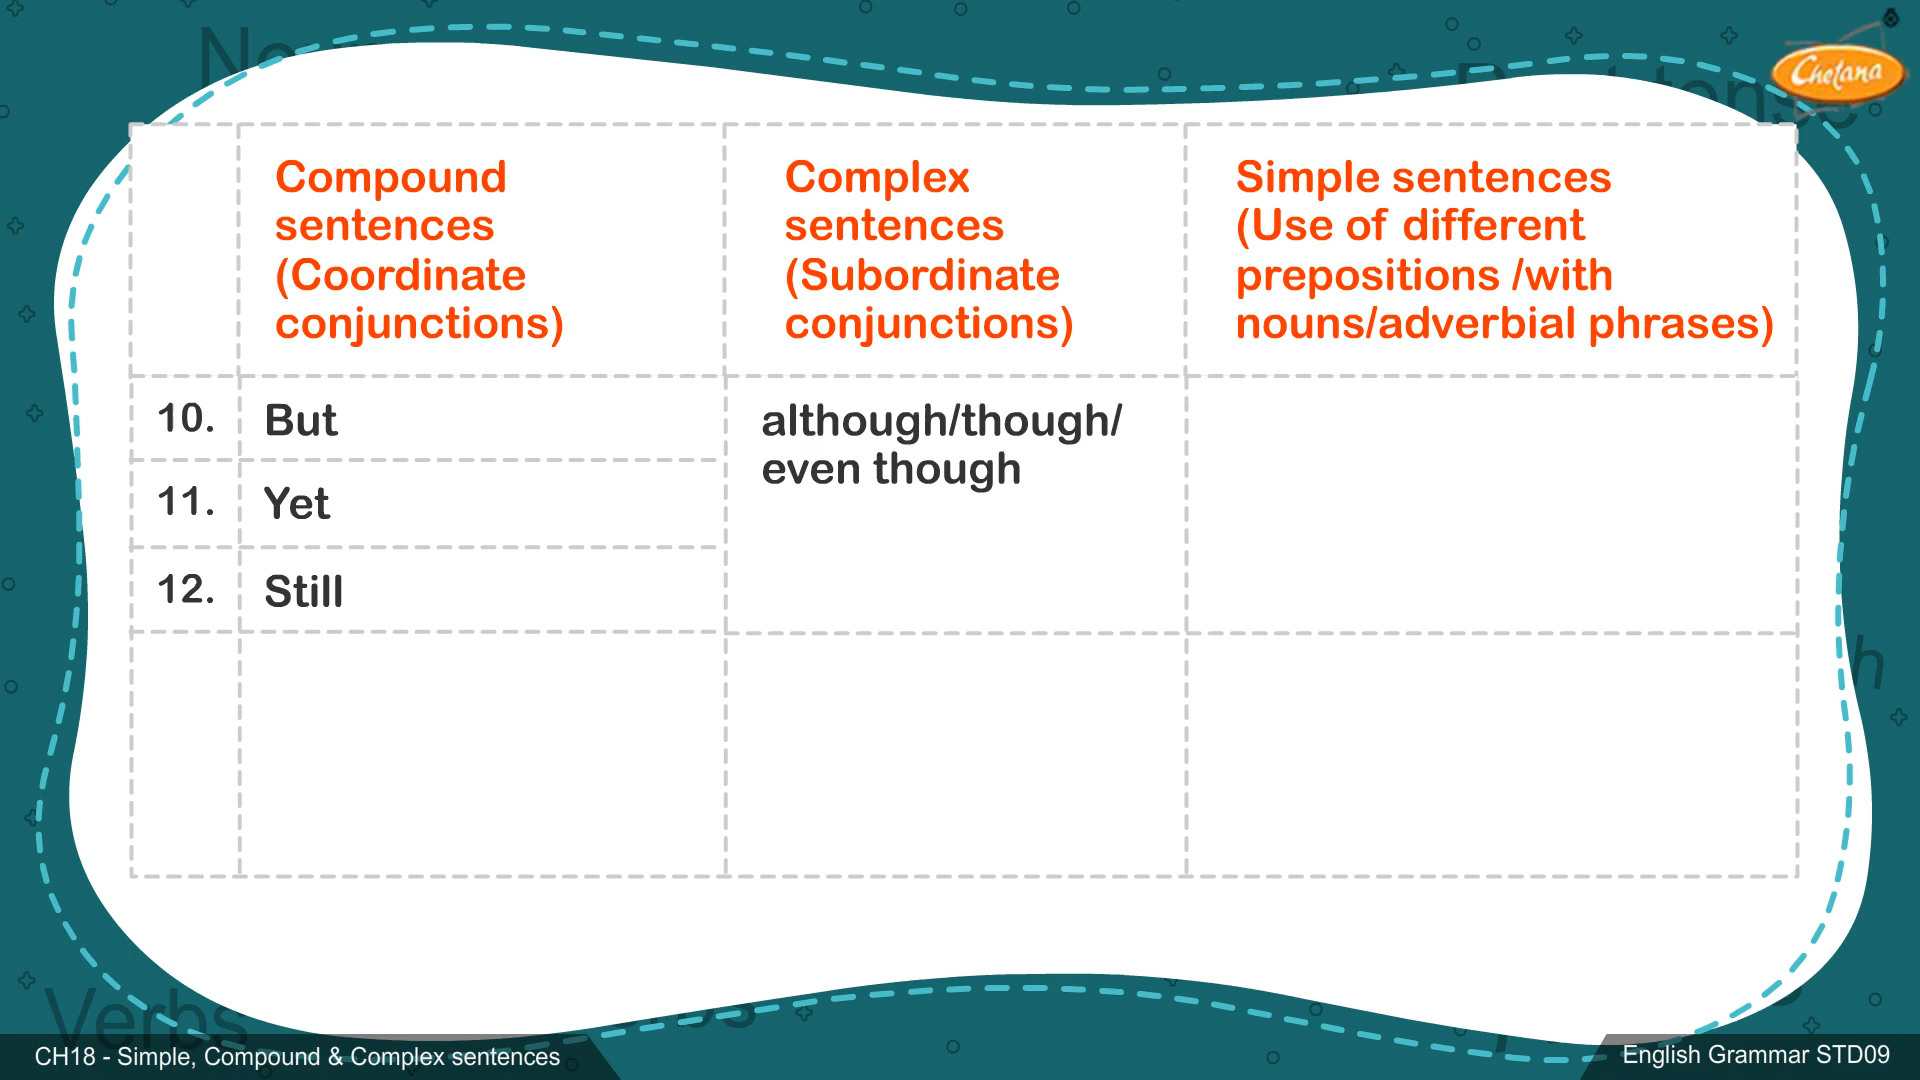 Chetana
Compound
sentences
(Coordinate
conjunctions)
Complex
sentences
(Subordinate
conjunctions)
Simple sentences
(Use of different
prepositions /with
nouns/adverbial phrases)
10. But
although/though/
even though
11. Yet
12. Still
Verbs
CH18 - Simple, Compound & Complex sentences
English Grammar STD09